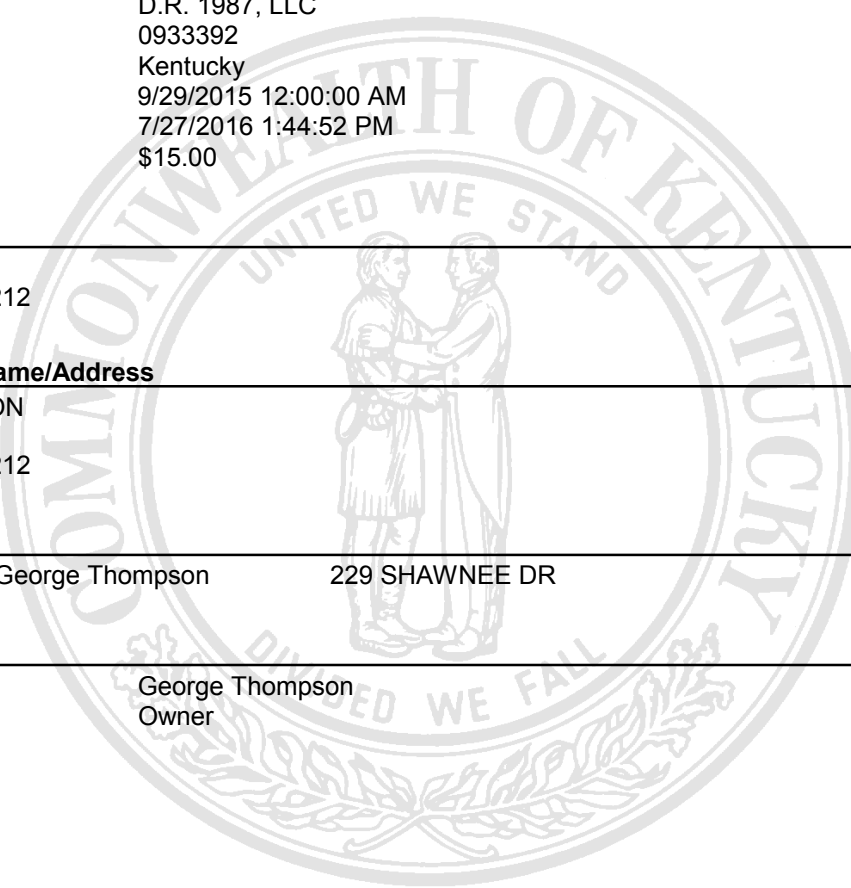 D.R. 1987, LLC
0933392
Kentucky
9/29/2015 12:00:00 AM
7/27/2016 1:44:52 PM
$15.00
COMMONWEALTH OF KENTUCKY
UNITED WE STAND
212
ame/Address
ON
212
George Thompson 229 SHAWNEE DR
DIVIDED WE FALL
George Thompson
Owner